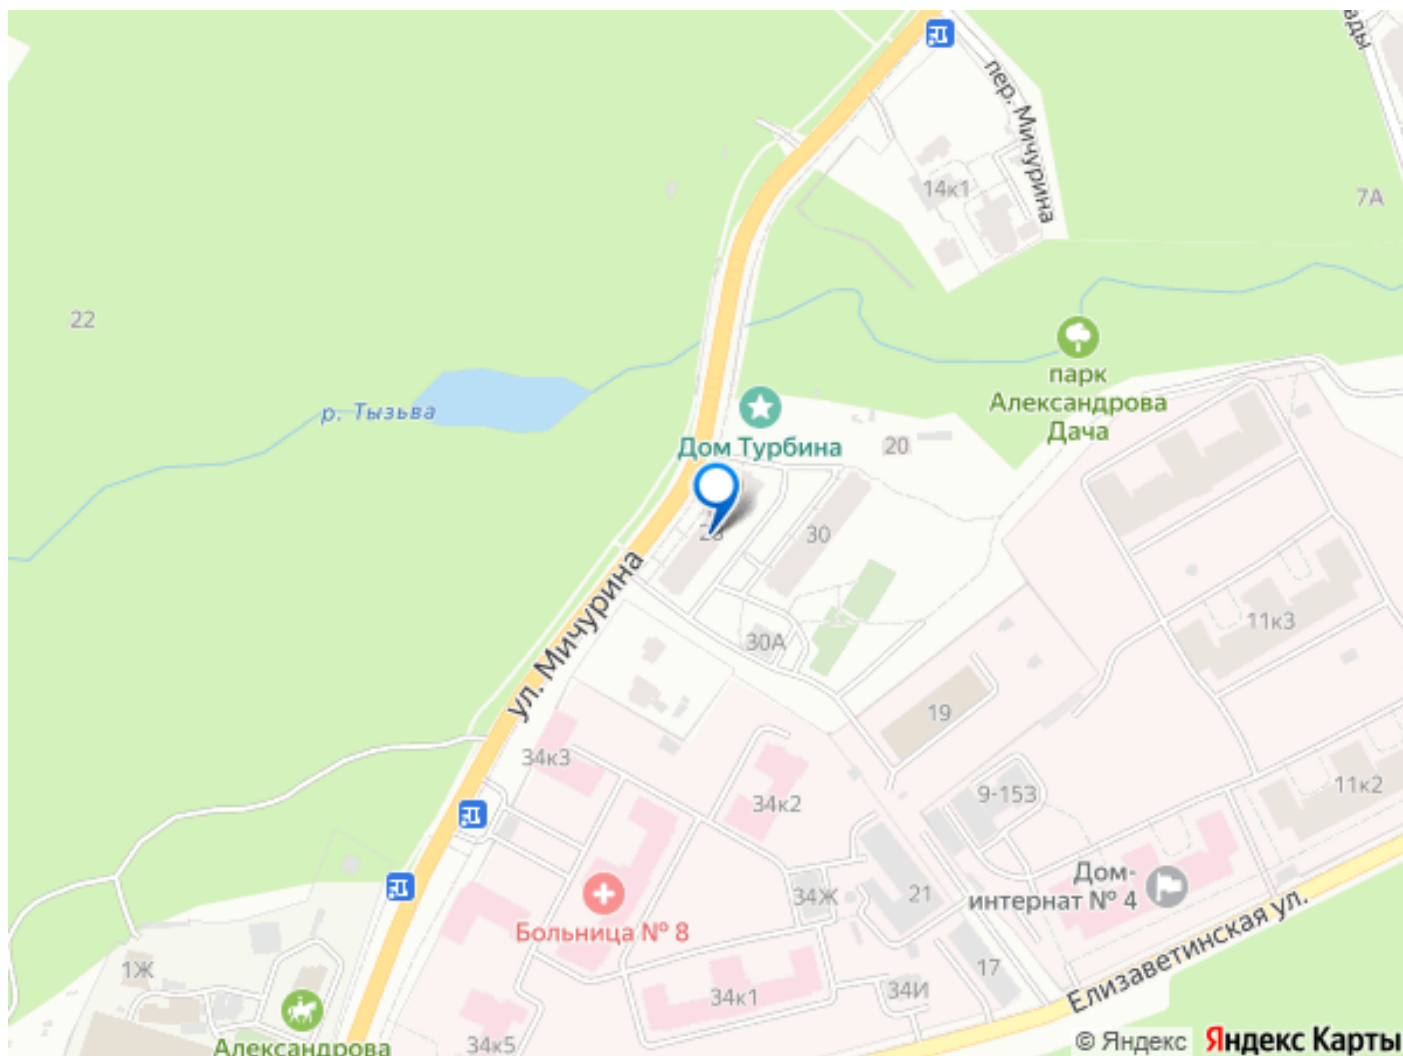 пер. Мичурина
14к1
7А
22
парк
Александрова
Дача
р. Тызьва
Дом Турбина
20
30
ул. Мичурина
30А
11к3
19
34к3
34к2
9-153
11к2
Дом-
интернат № 4
34Ж
21
Больница № 8
Елизаветинская ул.
1Ж
17
34к1
34И
Александрова
34к5
© Яндекс Яндекс Карты